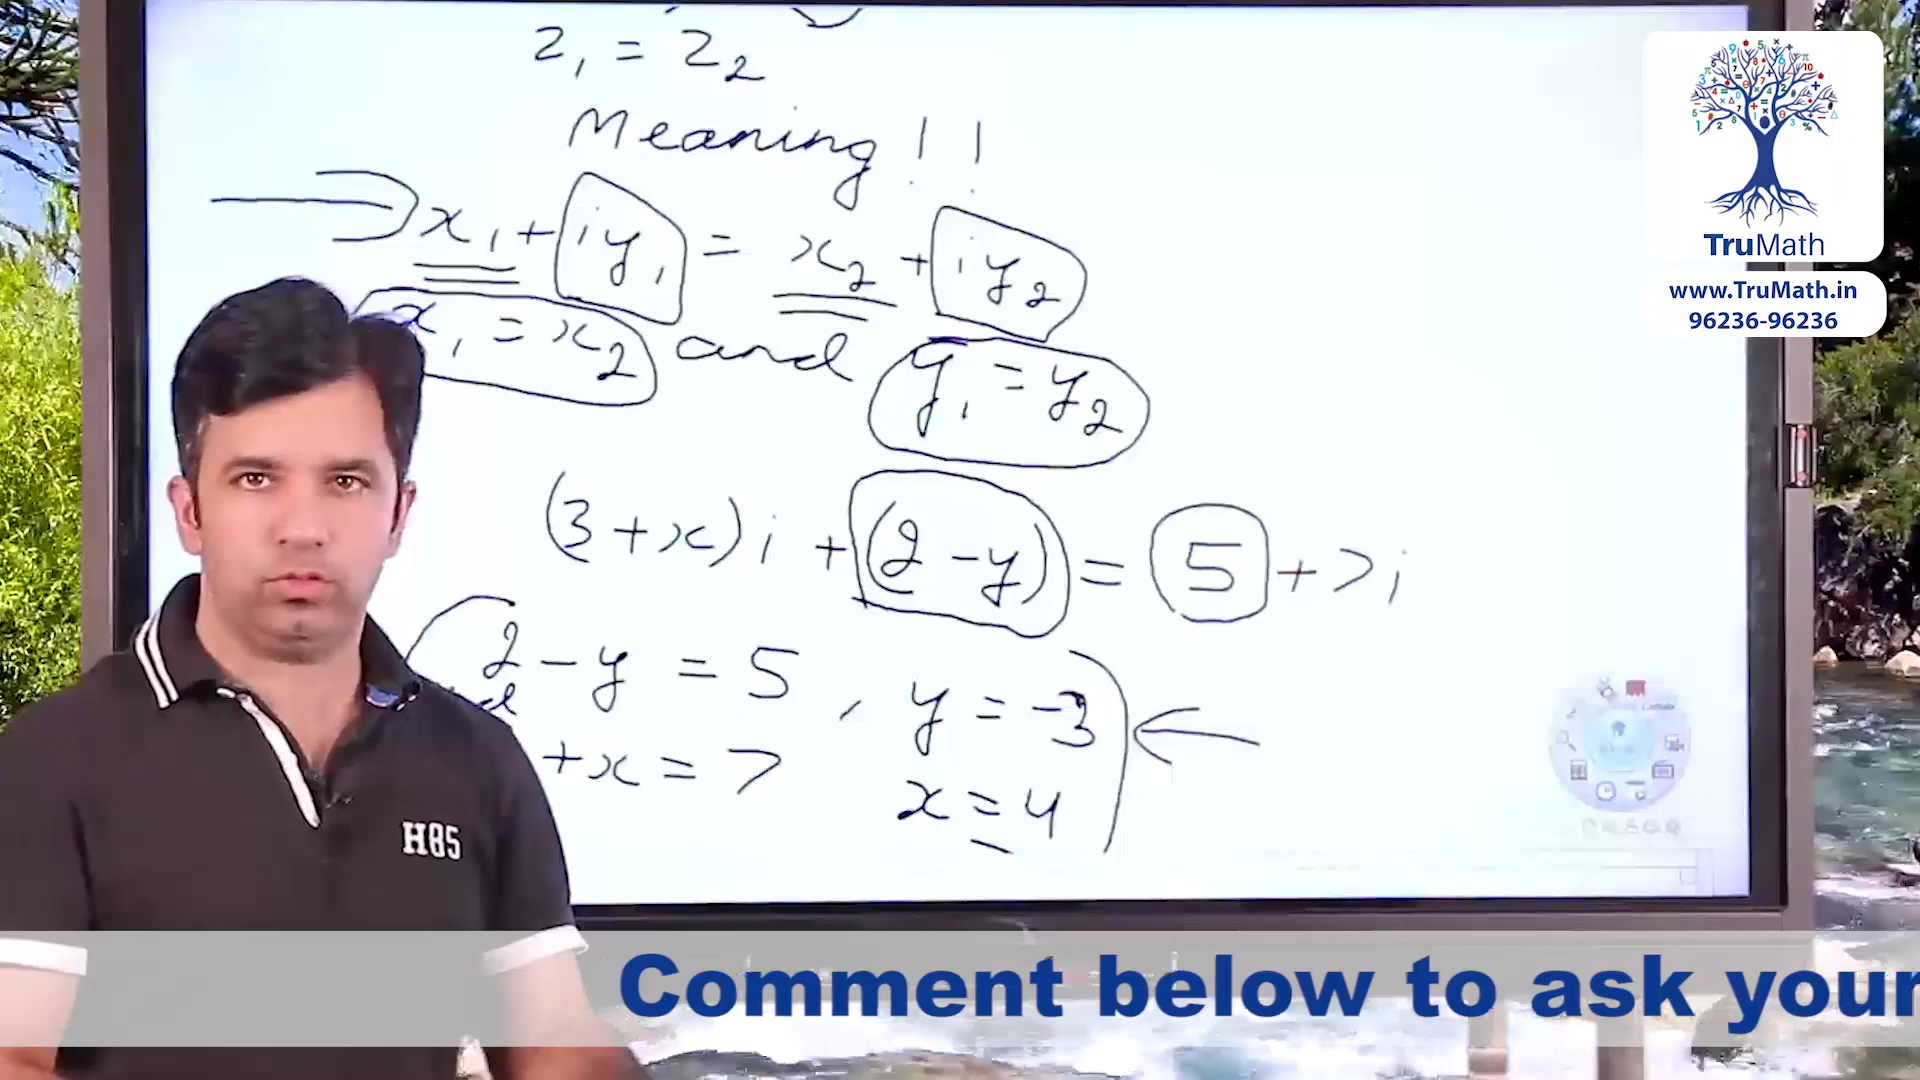 z₁ = z₂
Meaning !!
x₁ + iy₁ = x₂ + iy₂
x₁ = x₂ and y₁ = y₂
(3+x)i + (2-y) = 5 + 7i
2 - y = 5, y = -3
+x = 7
x = 4
H85
TruMath
www.TruMath.in
96236-96236
Comment below to ask your